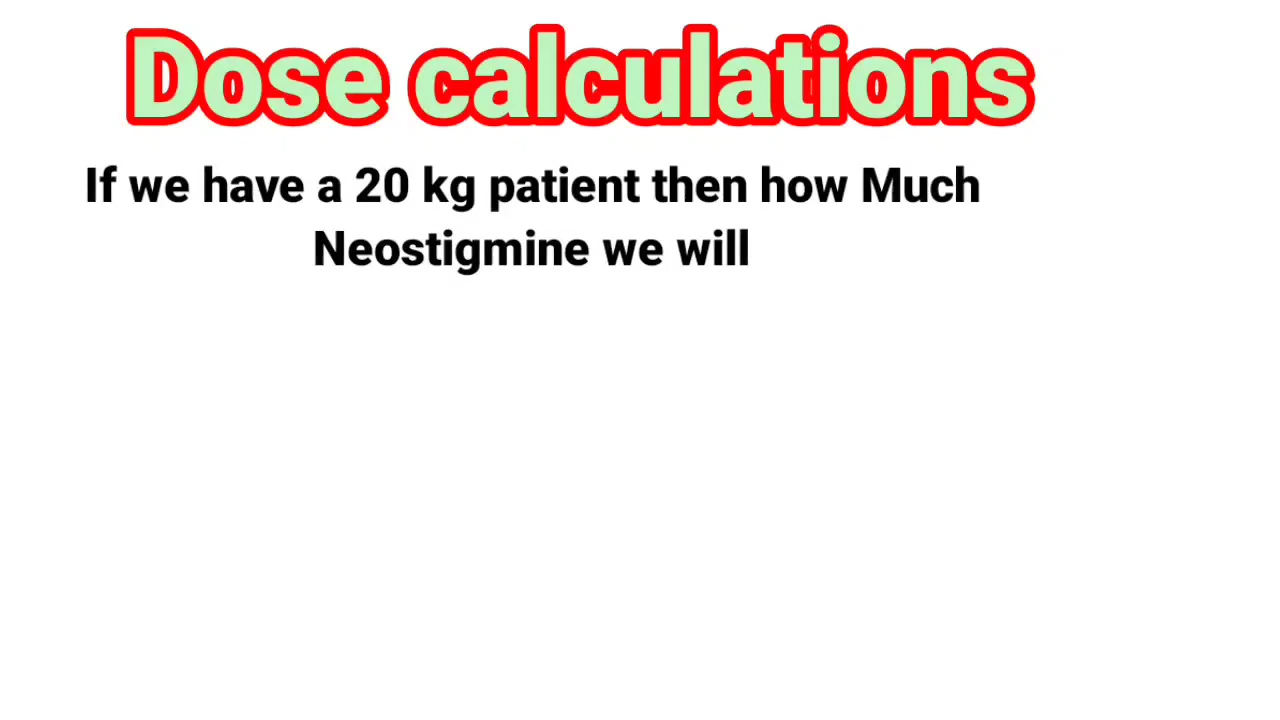 Dose calculations
If we have a 20 kg patient then how Much
Neostigmine we will